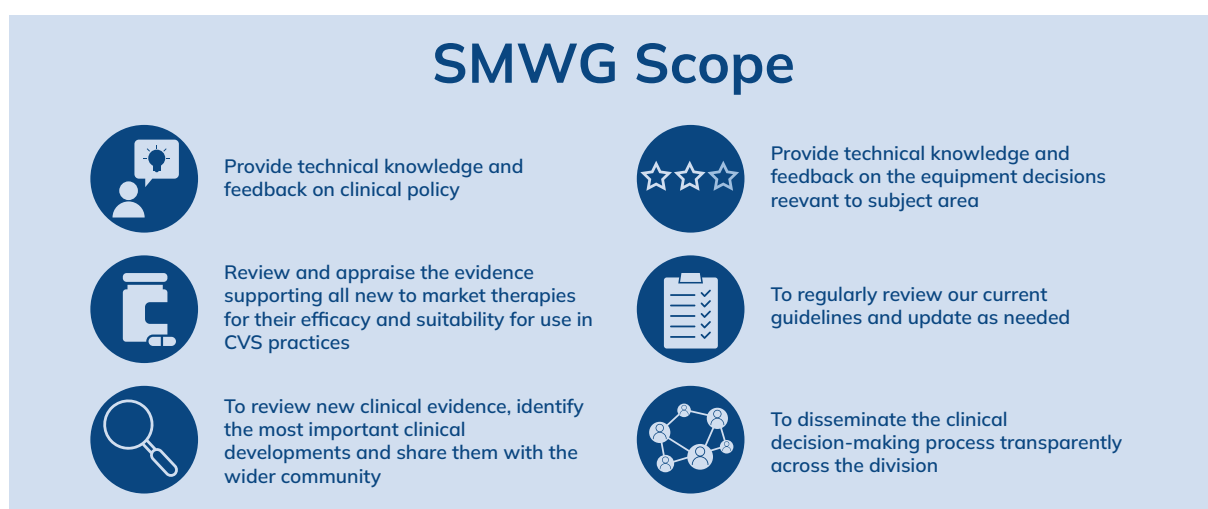 SMWG Scope
Provide technical knowledge and
feedback on clinical policy
Review and appraise the evidence
supporting all new to market therapies
for their efficacy and suitability for use in
CVS practices
To review new clinical evidence, identify
the most important clinical
developments and share them with the
wider community
Provide technical knowledge and
feedback on the equipment decisions
reevant to subject area
To regularly review our current
guidelines and update as needed
To disseminate the clinical
decision-making process transparently
across the division